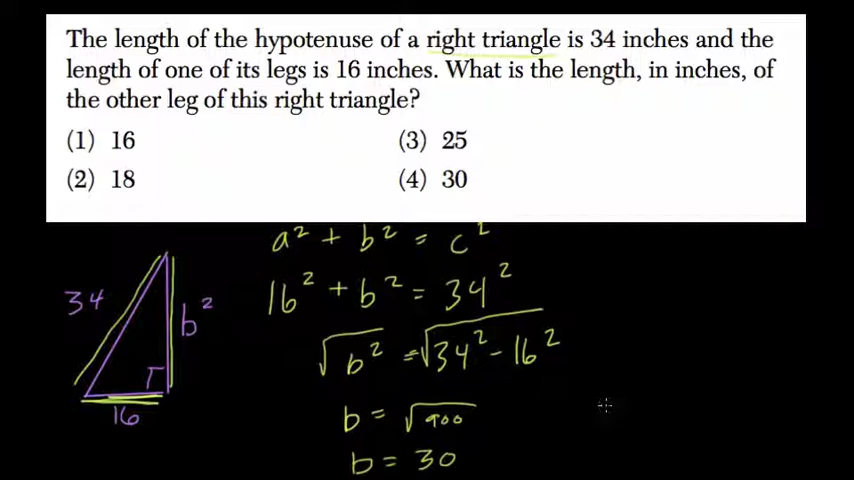 The length of the hypotenuse of a right triangle is 34 inches and the
length of one of its legs is 16 inches. What is the length, in inches, of
the other leg of this right triangle?
(1) 16
(3) 25
(2) 18
(4) 30
a² + b² = c²
16² + b² = 34²
√b² = √34² - 16²
b = √900
b = 30
34
b²
16